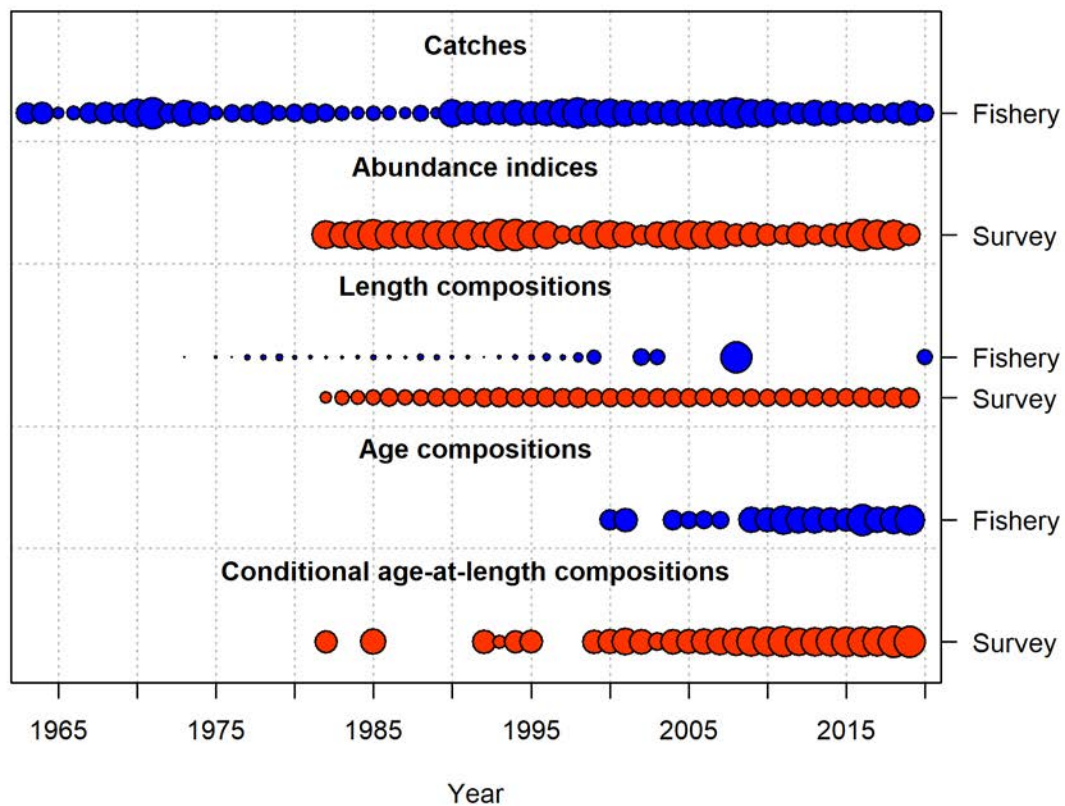 Catches
Fishery
Abundance indices
Survey
Length compositions
Fishery
Survey
Age compositions
Fishery
Conditional age-at-length compositions
Survey
1965 1975 1985 1995 2005 2015
Year